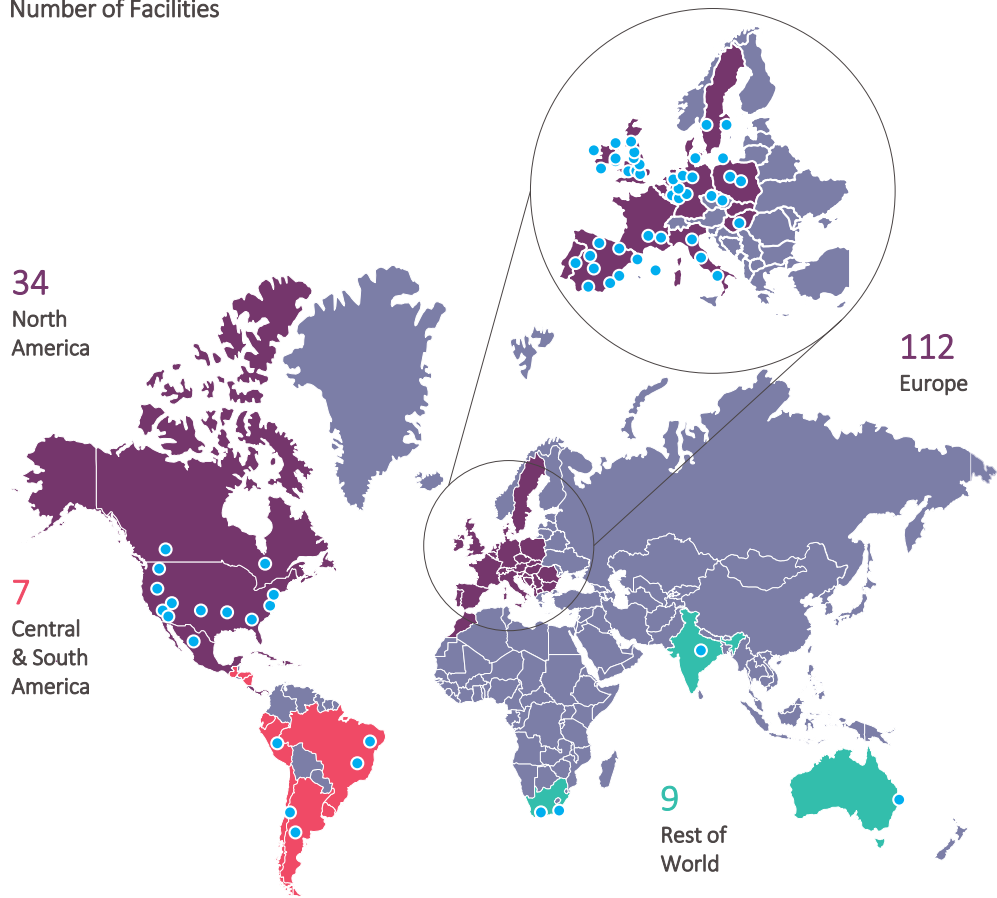 Number of Facilities
34
North
America
112
Europe
7
Central
& South
America
9
Rest of
World